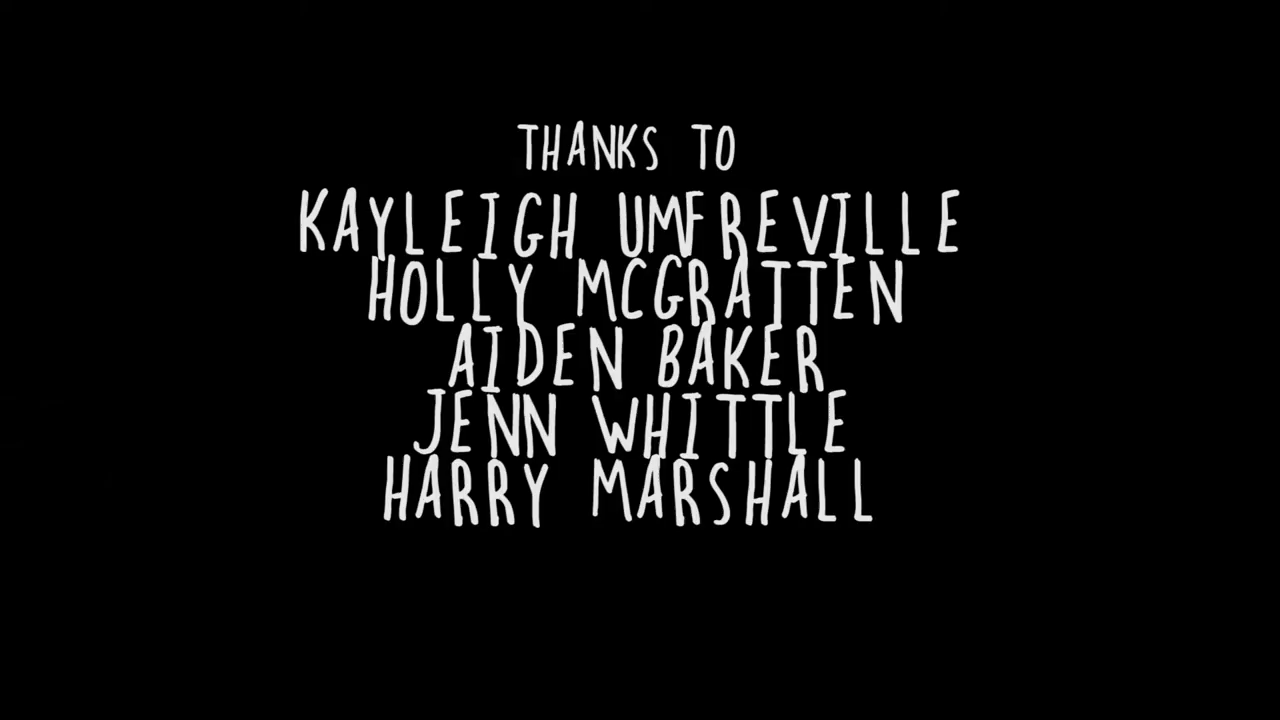 THANKS TO
KAYLEIGH UMFREVILLE
HOLLY MCGRATTEN
AIDEN BAKER
JENN WHITTLE
HARRY MARSHALL